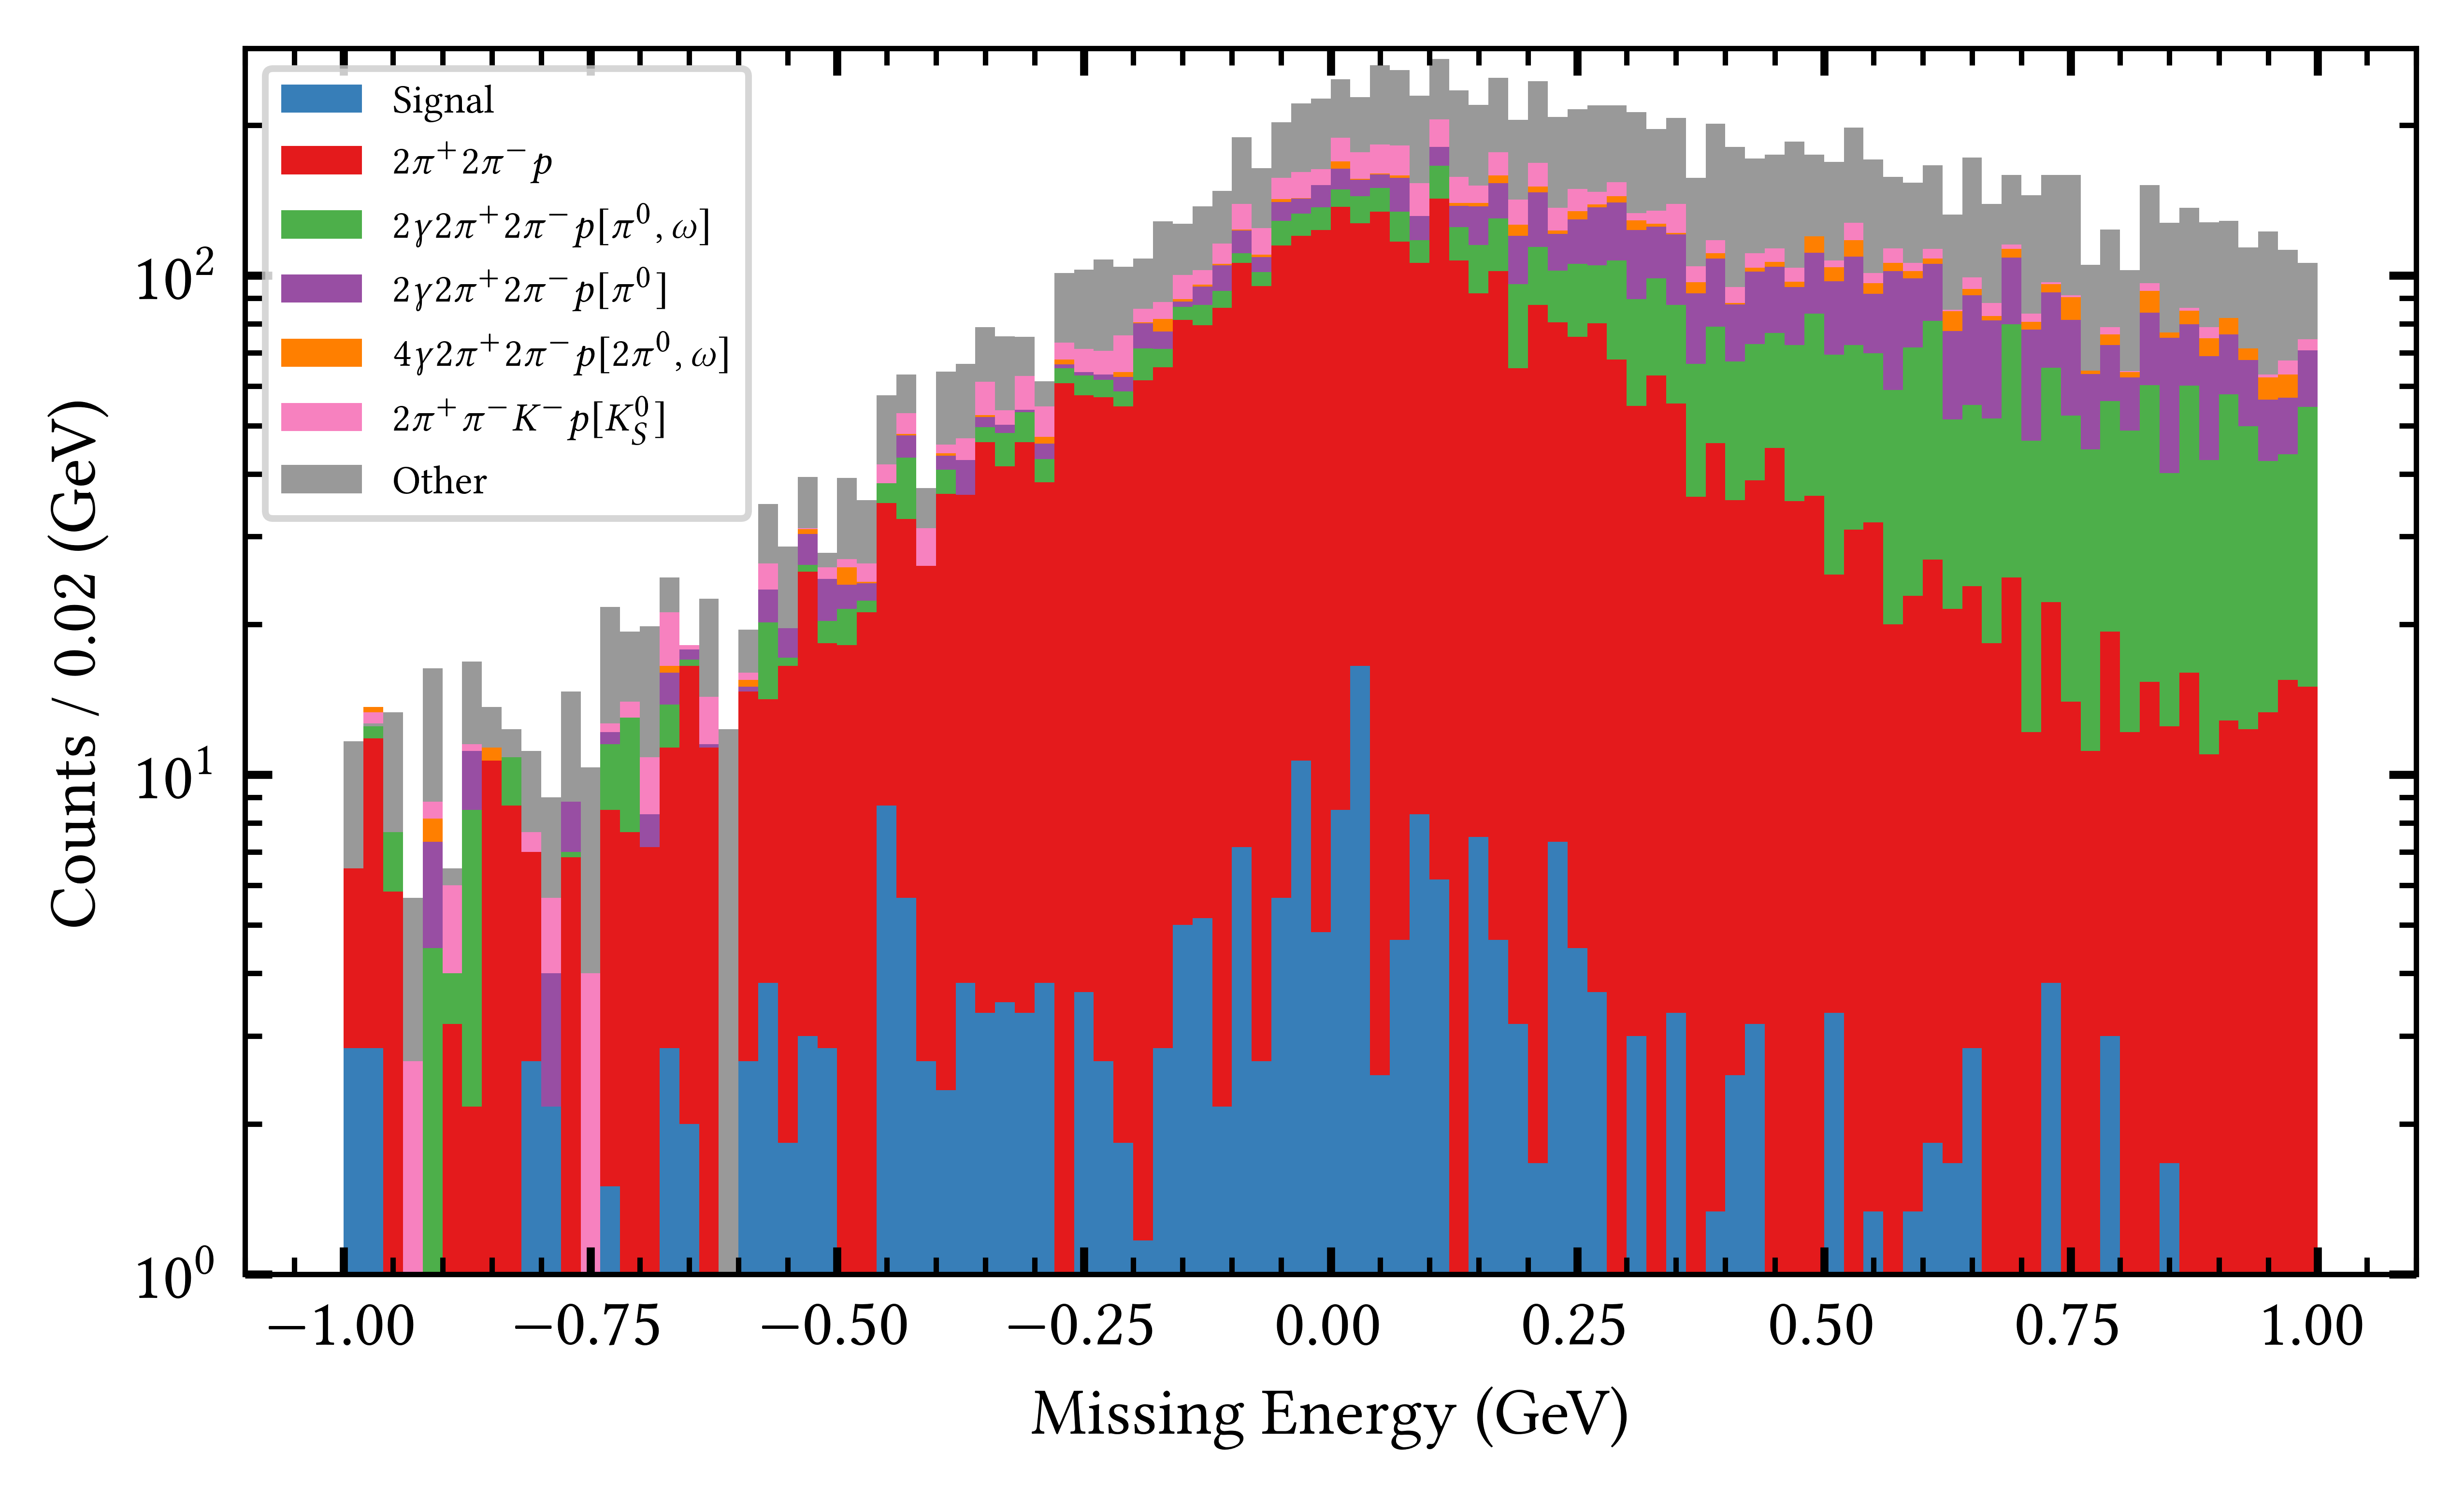 Signal
2π⁺2π⁻p
2γ2π⁺2π⁻p[π⁰, ω]
2γ2π⁺2π⁻p[π⁰]
4γ2π⁺2π⁻p[2π⁰, ω]
2π⁺π⁻K⁻p[K⁰_S]
Other
Counts / 0.02 (GeV)
10²
10¹
10⁰
−1.00 −0.75 −0.50 −0.25 0.00 0.25 0.50 0.75 1.00
Missing Energy (GeV)